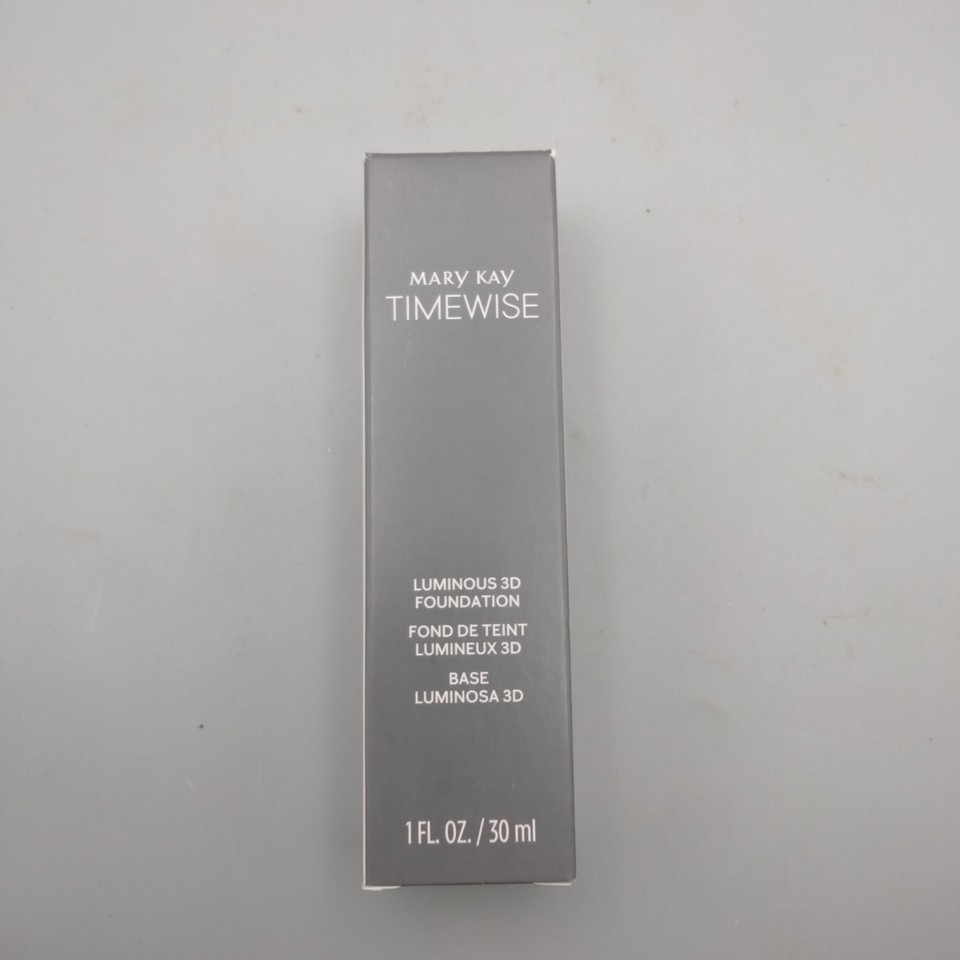 MARY KAY
TIMEWISE
LUMINOUS 3D
FOUNDATION
FOND DE TEINT
LUMINEUX 3D
BASE
LUMINOSA 3D
1 FL. OZ. / 30 ml